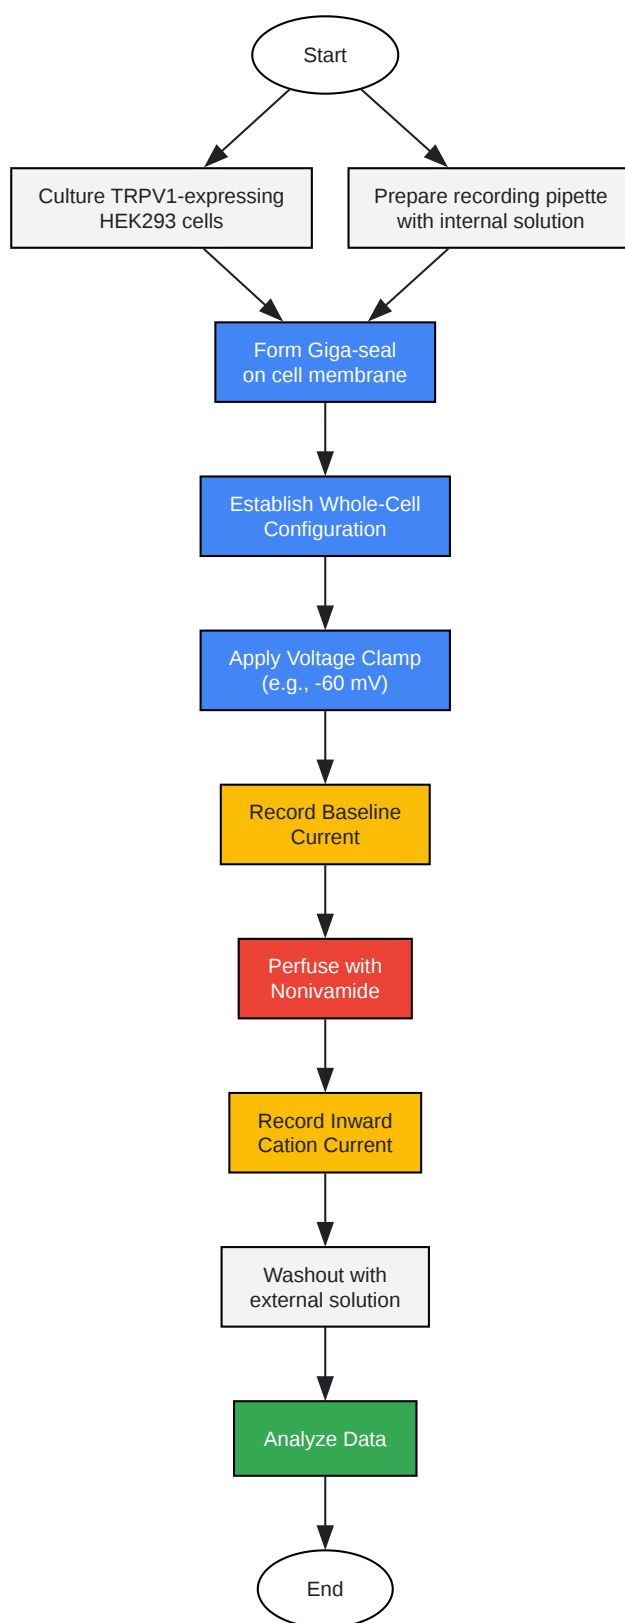 Start
Culture TRPV1-expressing
HEK293 cells
Prepare recording pipette
with internal solution
Form Giga-seal
on cell membrane
Establish Whole-Cell
Configuration
Apply Voltage Clamp
(e.g., -60 mV)
Record Baseline
Current
Perfuse with
Nonivamide
Record Inward
Cation Current
Washout with
external solution
Analyze Data
End